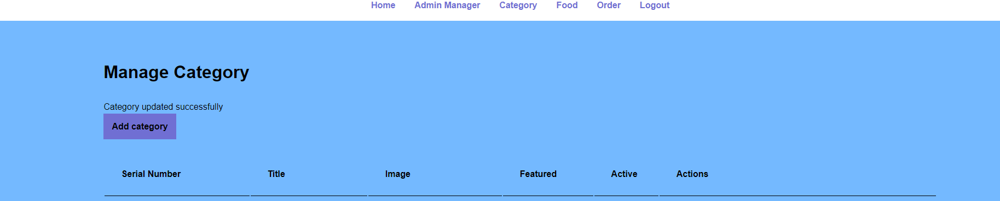 Home Admin Manager Category Food Order Logout
Manage Category
Category updated successfully
Add category
Serial Number Title Image Featured Active Actions